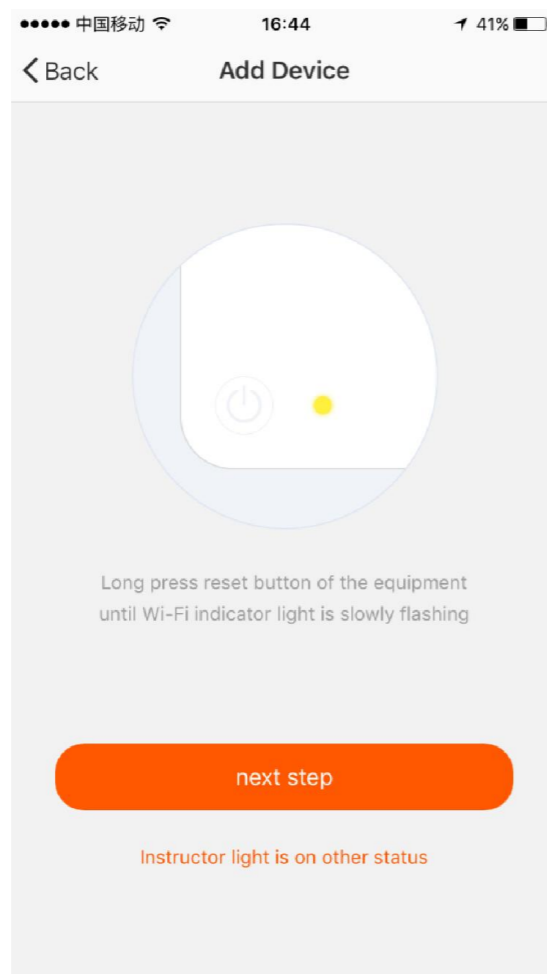 中国移动 16:44 41%
Back Add Device
Long press reset button of the equipment
until Wi-Fi indicator light is slowly flashing
next step
Instructor light is on other status